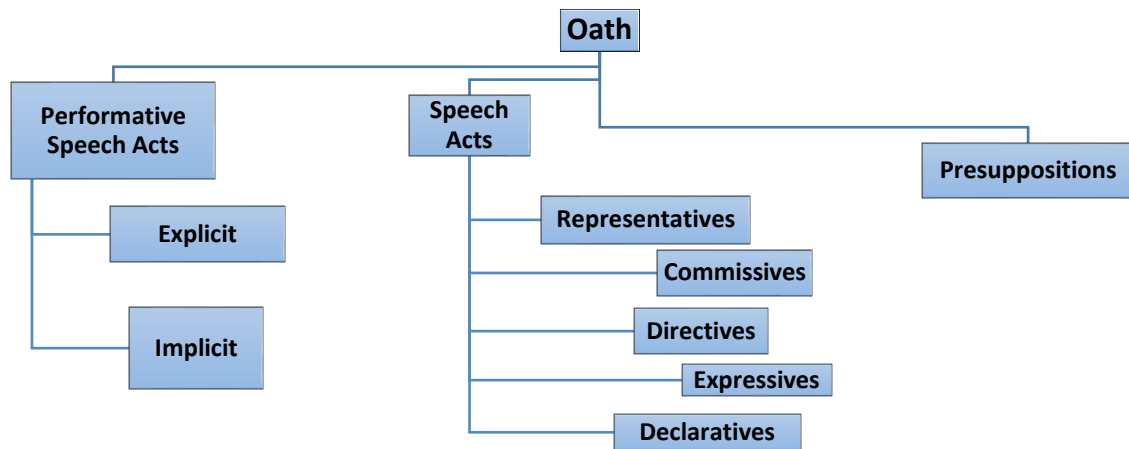 Oath
Performative
Speech Acts
Speech
Acts
Presuppositions
Explicit
Implicit
Representatives
Commissives
Directives
Expressives
Declaratives